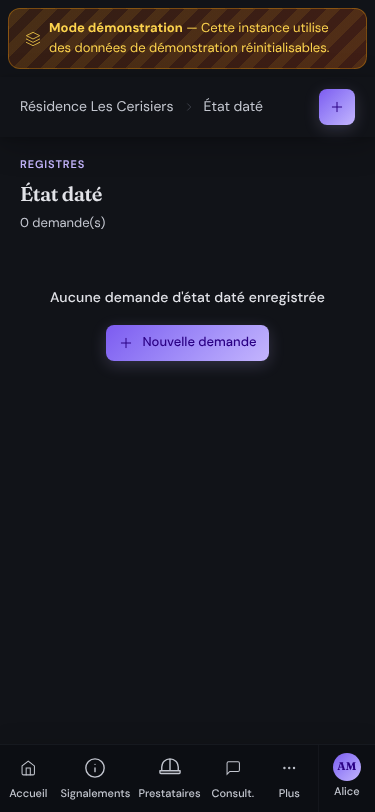 Mode démonstration — Cette instance utilise
des données de démonstration réinitialisables.
Résidence Les Cerisiers > État daté
REGISTRES
État daté
0 demande(s)
Aucune demande d'état daté enregistrée
Nouvelle demande
Accueil Signalements Prestataires Consult. Plus
AM
Alice